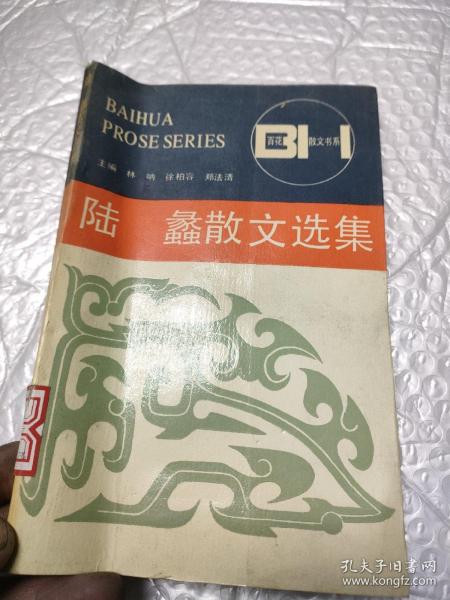 BAIHUA
PROSE SERIES
BH
百花 散文书系
主编 林呐 徐柏容 郑法清
陆 蠡散文选集
孔夫子旧书网
www.kongfz.com